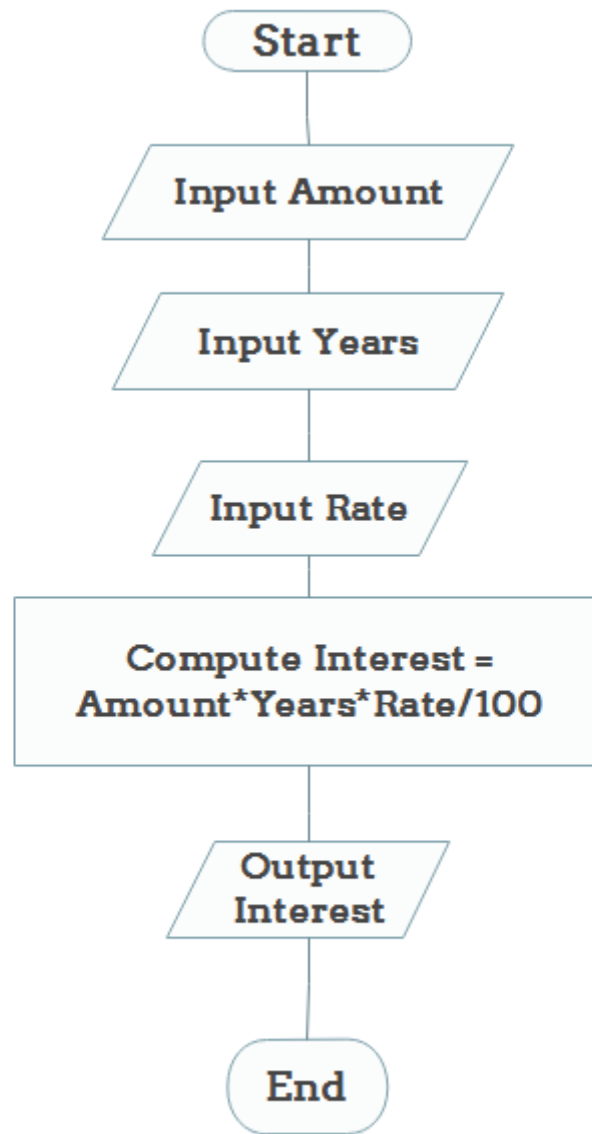 Start
Input Amount
Input Years
Input Rate
Compute Interest =
Amount*Years*Rate/100
Output
Interest
End